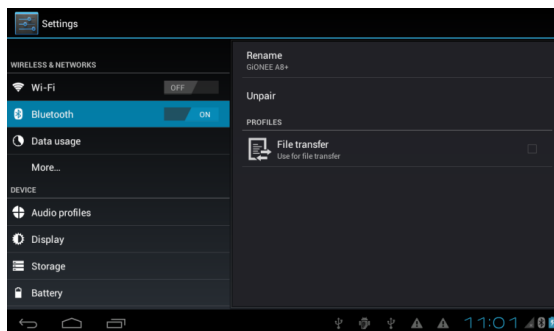 Settings
WIRELESS & NETWORKS
Wi-Fi
OFF
Bluetooth
ON
Data usage
More...
DEVICE
Audio profiles
Display
Storage
Battery
Rename
GiONEE A8+
Unpair
PROFILES
File transfer
Use for file transfer
11:01